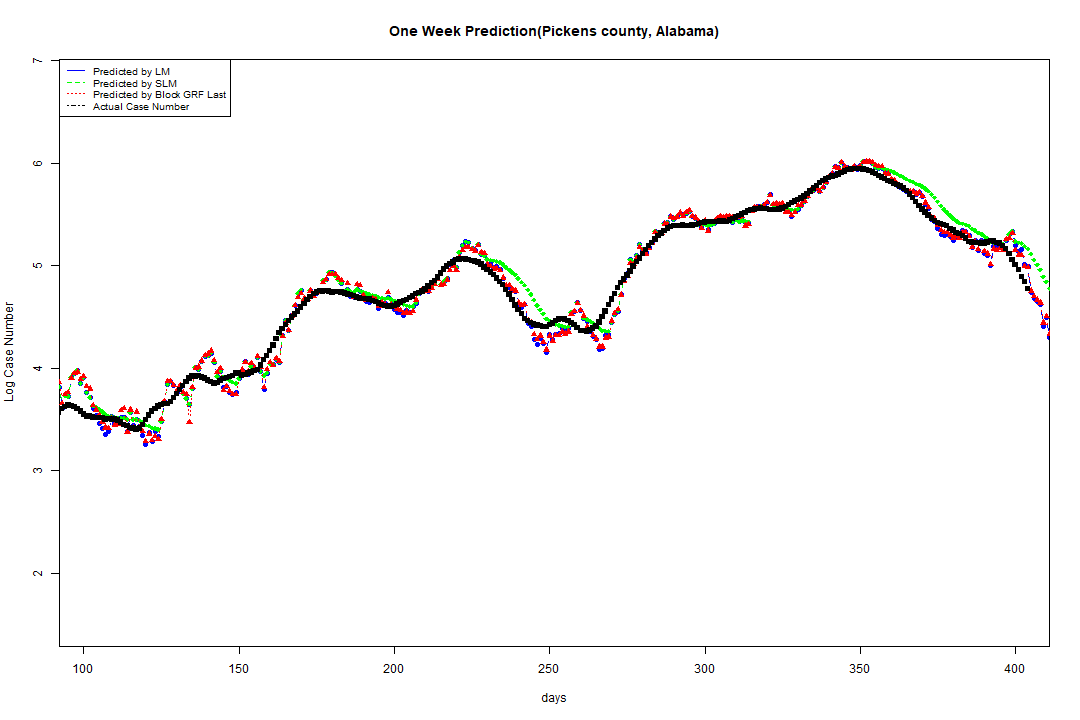 One Week Prediction(Pickens county, Alabama)
Predicted by LM
Predicted by SLM
Predicted by Block GRF Last
Actual Case Number
7
6
5
4
3
2
Log Case Number
100 150 200 250 300 350 400
days